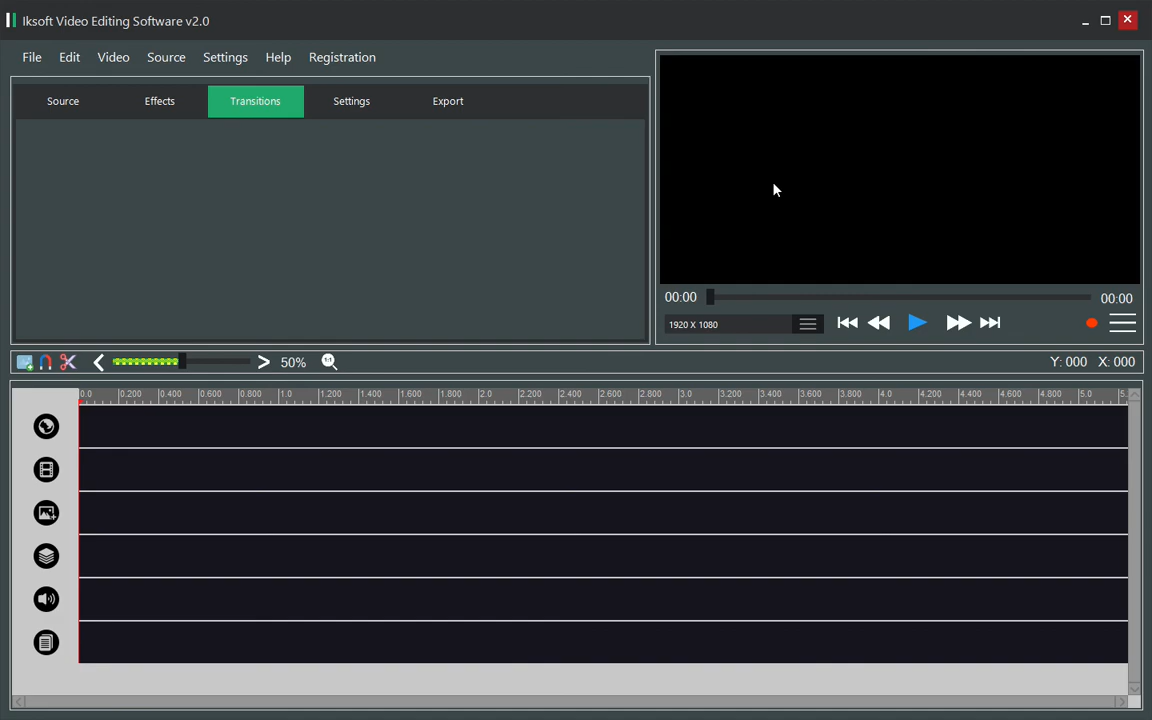 Iksoft Video Editing Software v2.0
File Edit Video Source Settings Help Registration
Source Effects Transitions Settings Export
00:00 00:00
1920 X 1080
50% 1:1 Y: 000 X: 000
0.0 0.200 0.400 0.600 0.800 1.0 1.200 1.400 1.600 1.800 2.0 2.200 2.400 2.600 2.800 3.0 3.200 3.400 3.600 3.800 4.0 4.200 4.400 4.600 4.800 5.0 5.